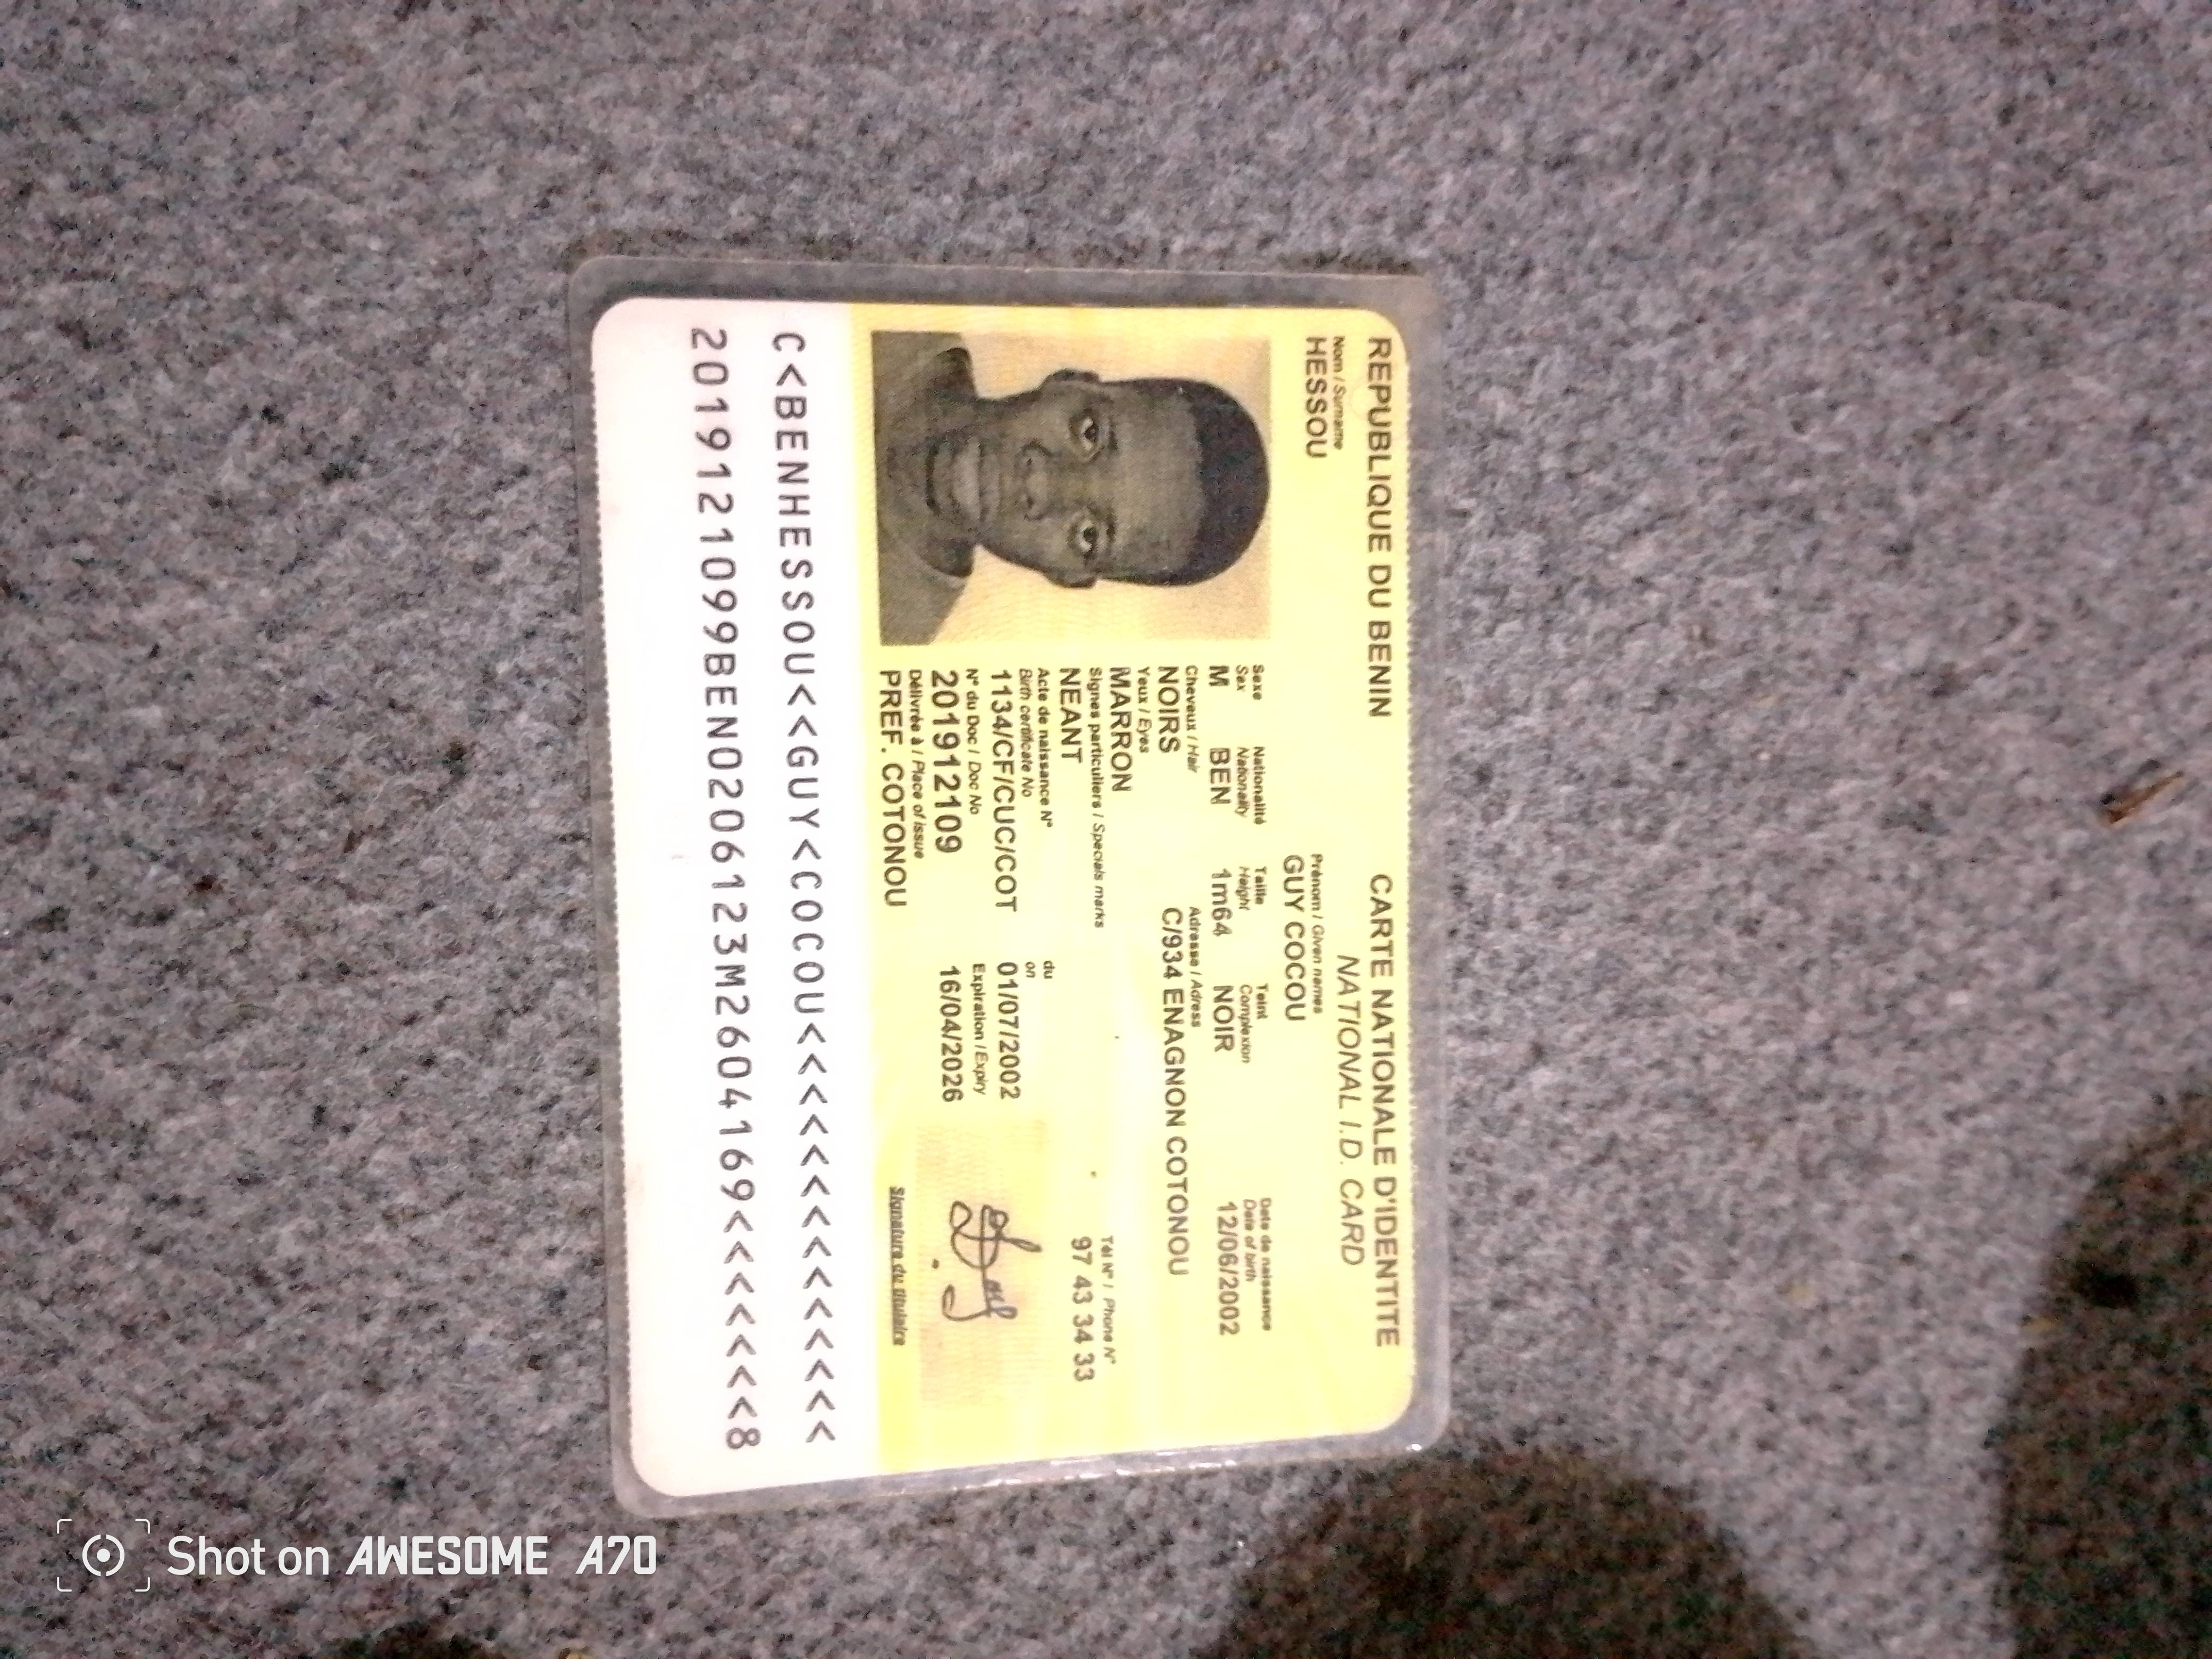 REPUBLIQUE DU BENIN
CARTE NATIONALE D'IDENTITE
NATIONAL I.D. CARD
Nom / Surname
HESSOU
Prénom / Given names
GUY COCOU
Sexe Nationalité Taille Teint Date de naissance
Sex Nationality Height Complexion Date of birth
M BEN 1m64 NOIR 12/06/2002
Cheveux / Hair Adresse / Adress
NOIRS C/934 ENAGNON COTONOU
Yeux / Eyes
MARRON
Signes particuliers / Specials marks Tél N° / Phone N°
NEANT 97 43 34 33
Acte de naissance N° du
Birth certificate No on
1134/CF/CUC/COT 01/07/2002
N° du Doc / Doc No Expiration / Expiry
201912109 16/04/2026
Délivrée à / Place of issue
PREF. COTONOU
Signature du titulaire
C<BENHESSOU<<GUY<COCOU<<<<<<<<<<<<<<
2019121099BEN0206123M2604169<<<<<<<8
Shot on AWESOME A70